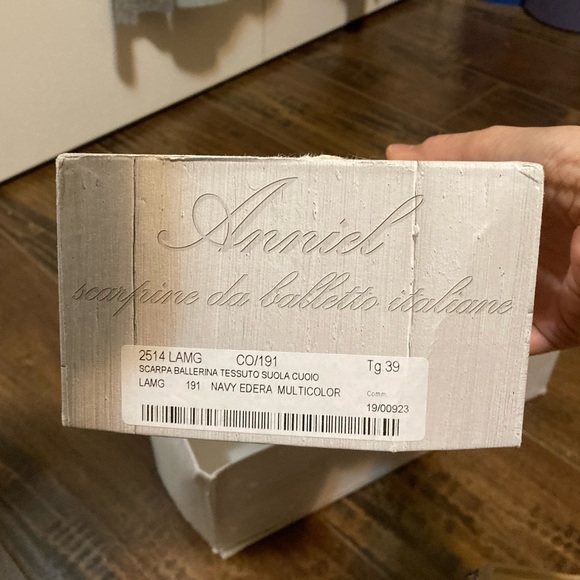 Anniel
scarpine da balletto italiane
2514 LAMG CO/191 Tg 39
SCARPA BALLERINA TESSUTO SUOLA CUOIO
LAMG 191 NAVY EDERA MULTICOLOR
Comm.
19/00923